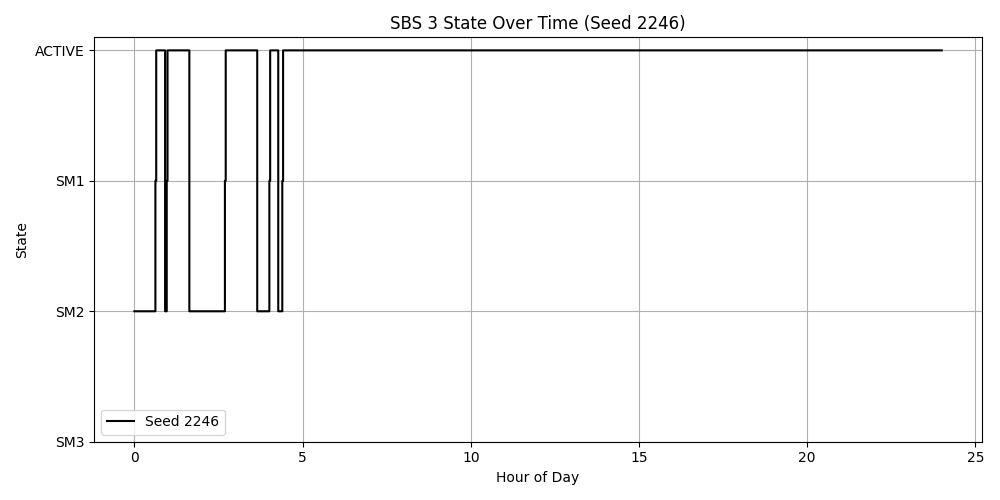 SBS 3 State Over Time (Seed 2246)
ACTIVE
SM1
SM2
SM3
State
Seed 2246
0 5 10 15 20 25
Hour of Day